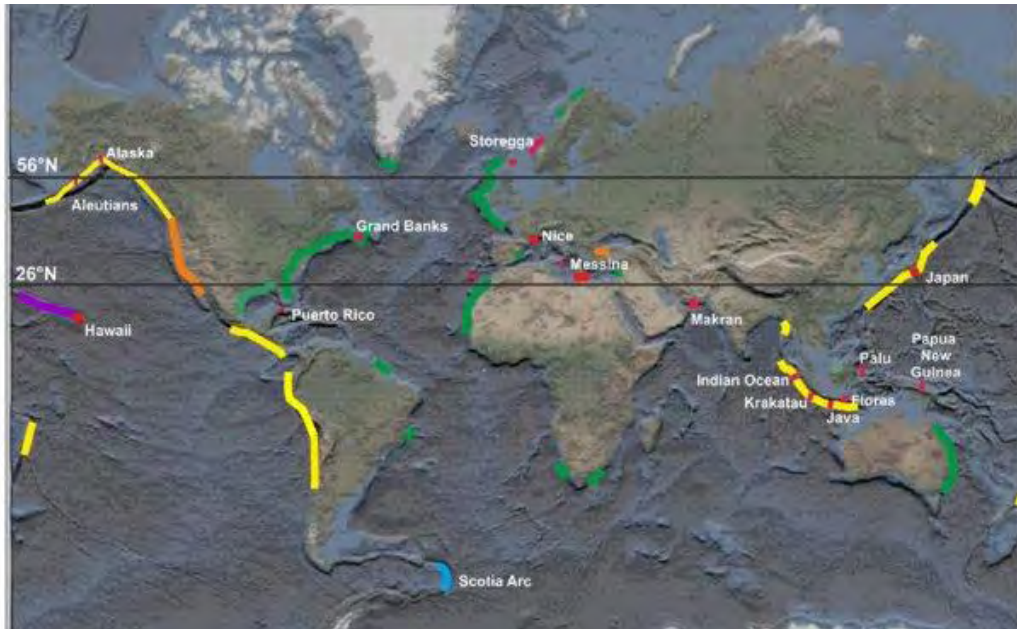 Alaska
Storegga
56°N
Aleutians
Grand Banks
Nice
Messina
26°N
Japan
Puerto Rico
Hawaii
Makran
Papua
New
Guinea
Palu
Indian Ocean
Krakatau
Flores
Java
Scotia Arc